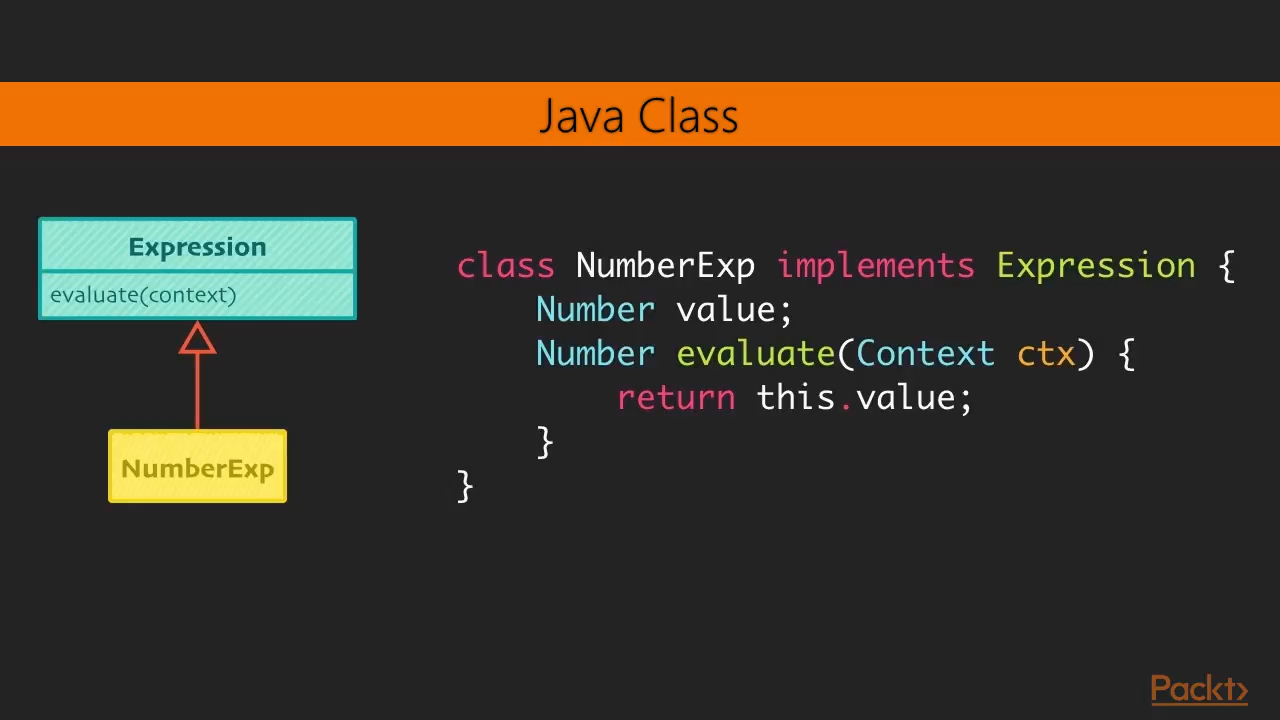 Java Class
Expression
evaluate(context)
NumberExp
class NumberExp implements Expression {
    Number value;
    Number evaluate(Context ctx) {
        return this.value;
    }
}
Packt>